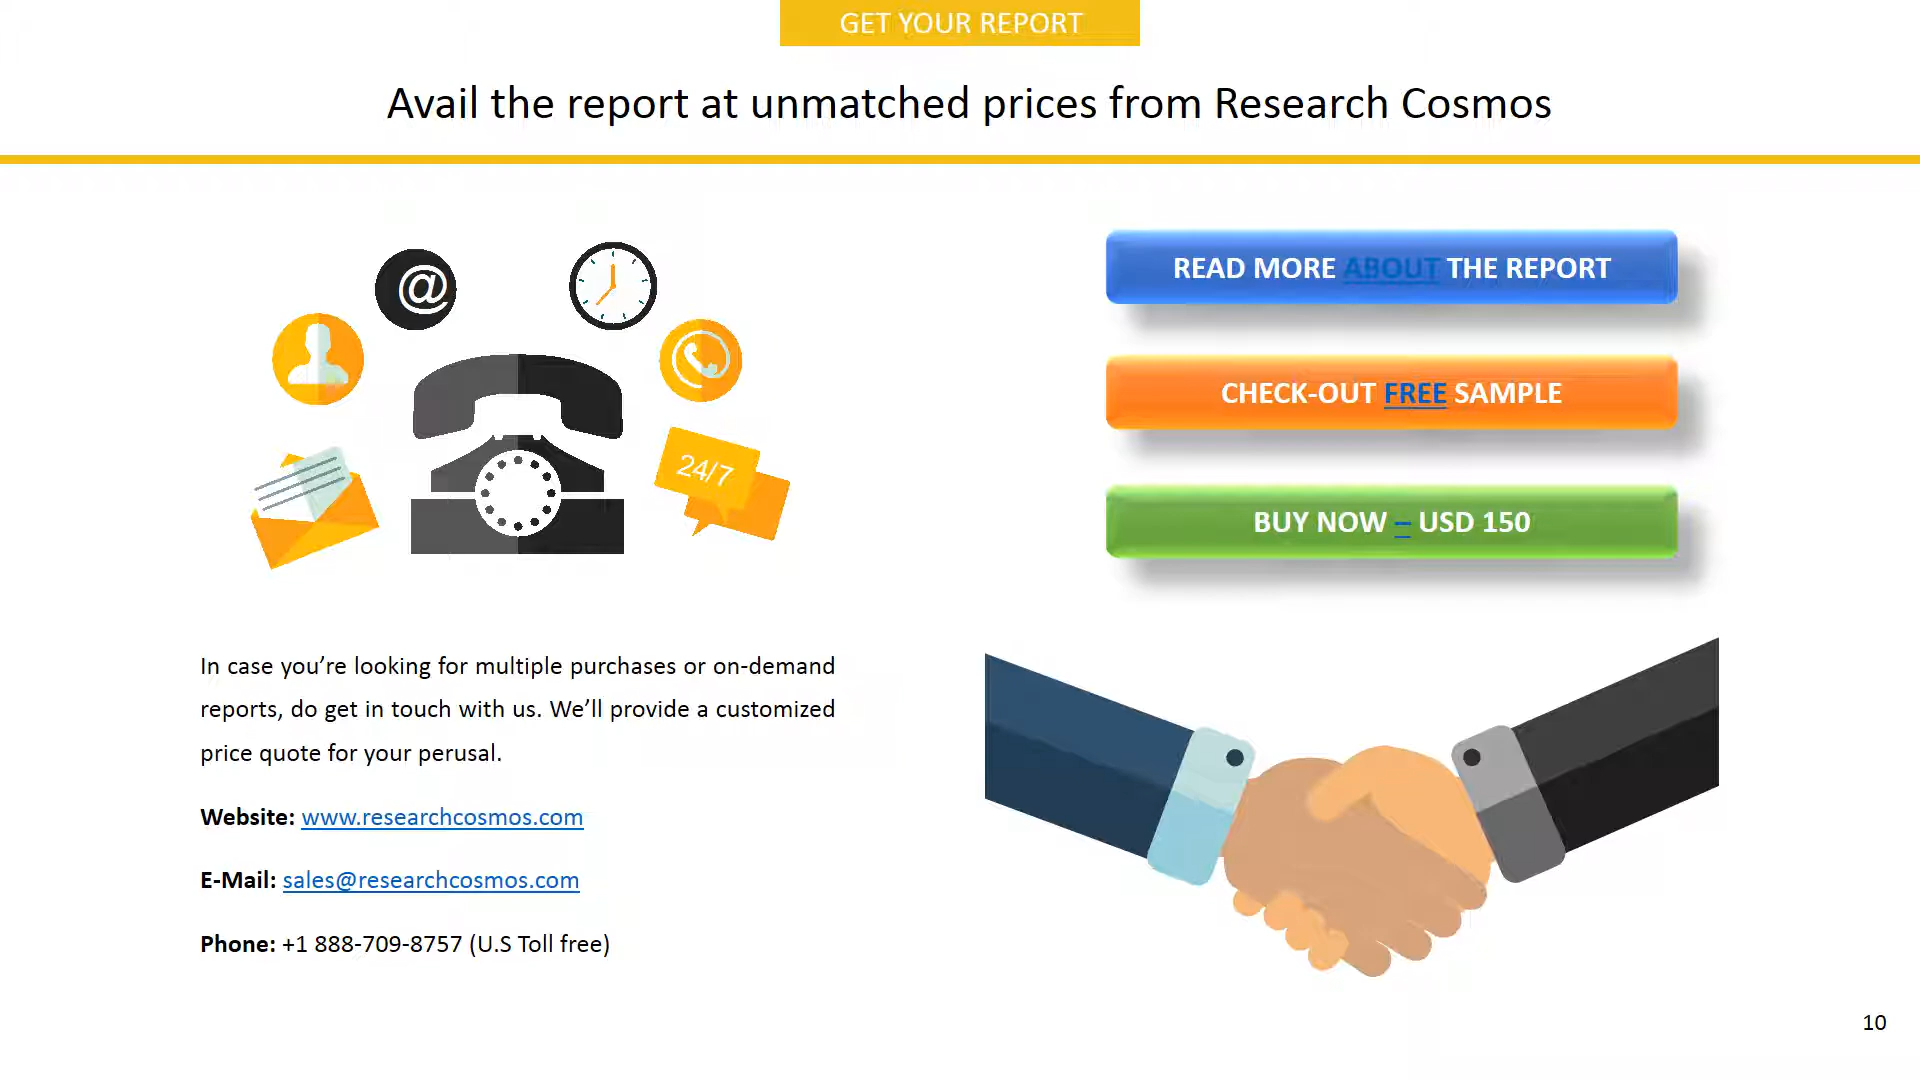 GET YOUR REPORT
Avail the report at unmatched prices from Research Cosmos
@
24/7
READ MORE ABOUT THE REPORT
CHECK-OUT FREE SAMPLE
BUY NOW – USD 150
In case you’re looking for multiple purchases or on-demand
reports, do get in touch with us. We’ll provide a customized
price quote for your perusal.
Website: www.researchcosmos.com
E-Mail: sales@researchcosmos.com
Phone: +1 888-709-8757 (U.S Toll free)
10